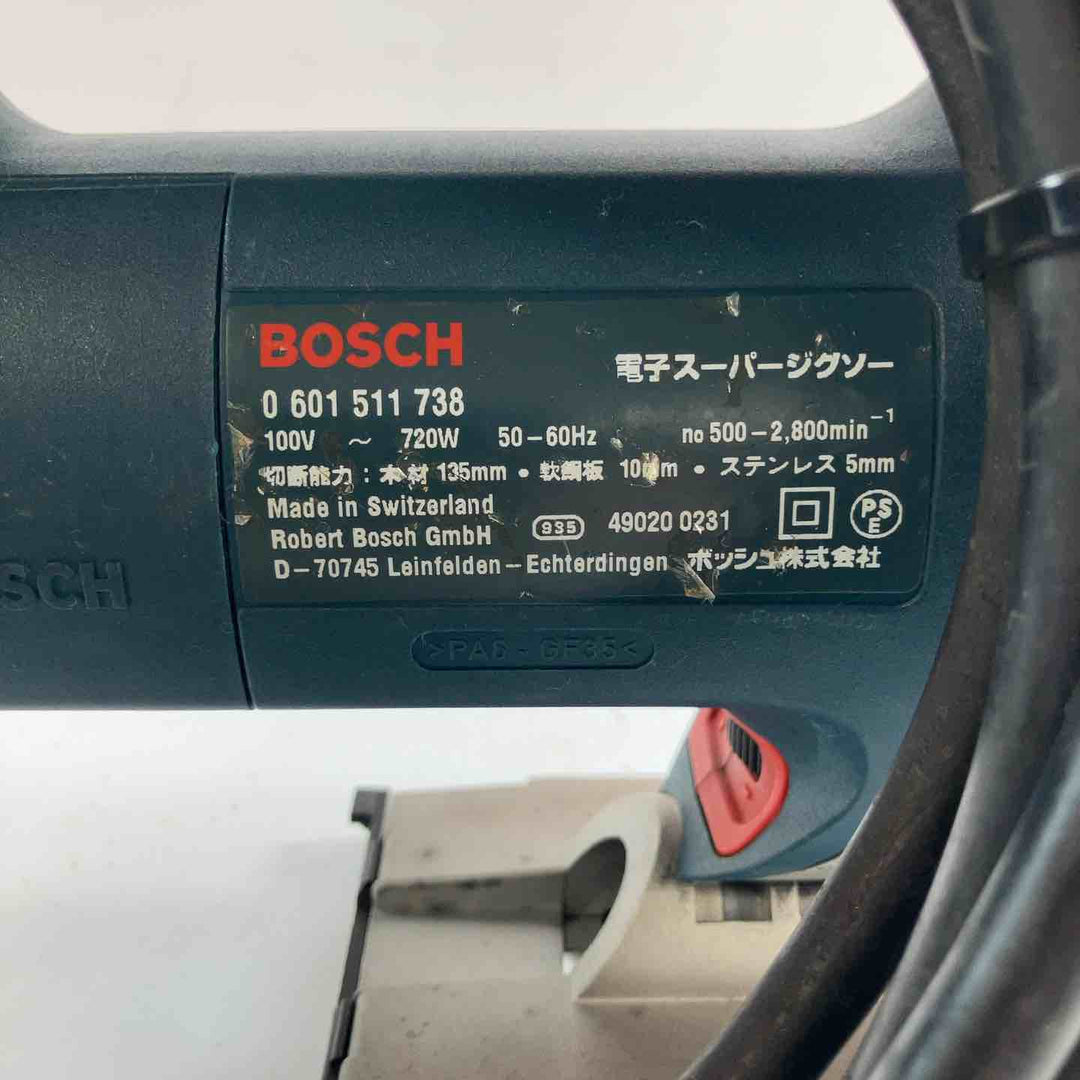 BOSCH
電子スーパージグソー
0 601 511 738
100V ～ 720W 50-60Hz no 500-2,800min-1
切断能力：木材 135mm • 軟鋼板 10mm • ステンレス 5mm
Made in Switzerland
Robert Bosch GmbH 935 49020 0231 PSE
D-70745 Leinfelden-Echterdingen ボッシュ株式会社
OSCH
>PA6-GF35<